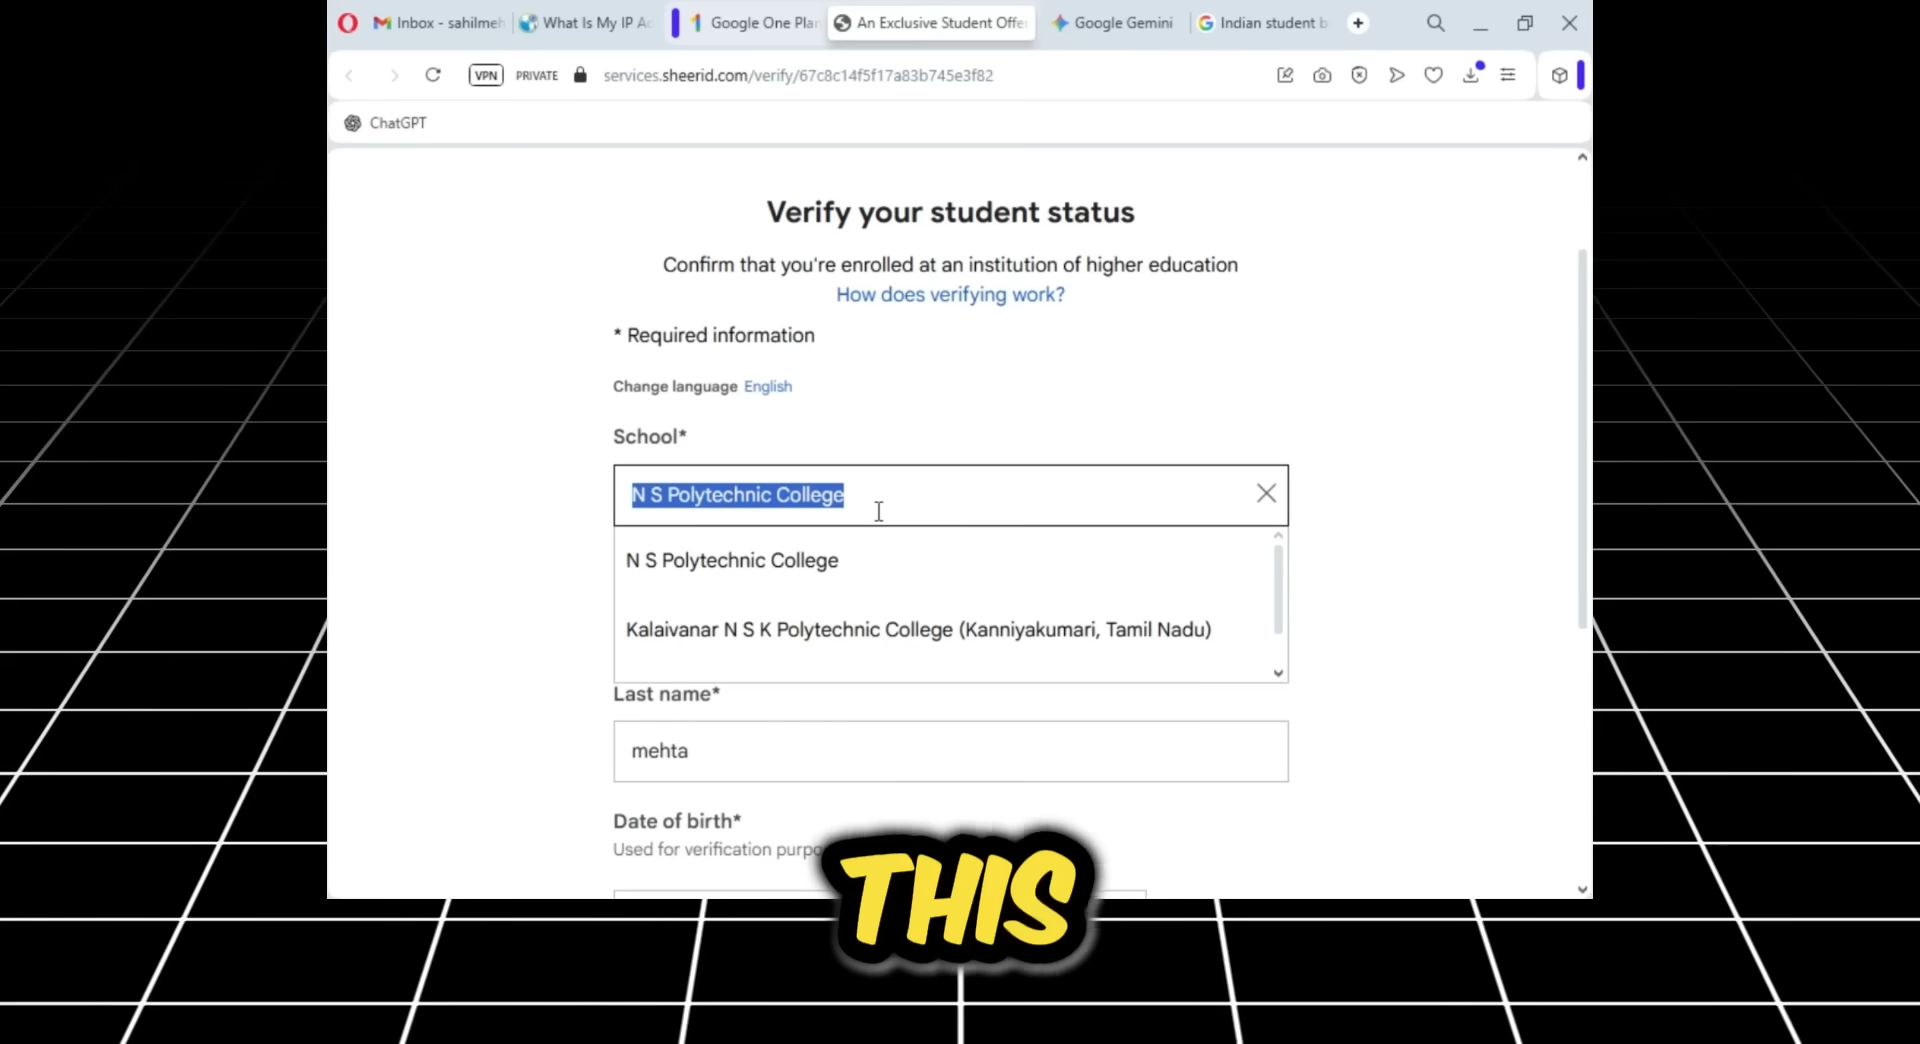 Inbox - sahilmeh
What Is My IP Ad
Google One Plan
An Exclusive Student Offe
Google Gemini
Indian student b
VPN
PRIVATE
services.sheerid.com/verify/67c8c14f5f17a83b745e3f82
ChatGPT
Verify your student status
Confirm that you're enrolled at an institution of higher education
How does verifying work?
* Required information
Change language English
School*
N S Polytechnic College
N S Polytechnic College
Kalaivanar N S K Polytechnic College (Kanniyakumari, Tamil Nadu)
Last name*
mehta
Date of birth*
Used for verification purpo
THIS